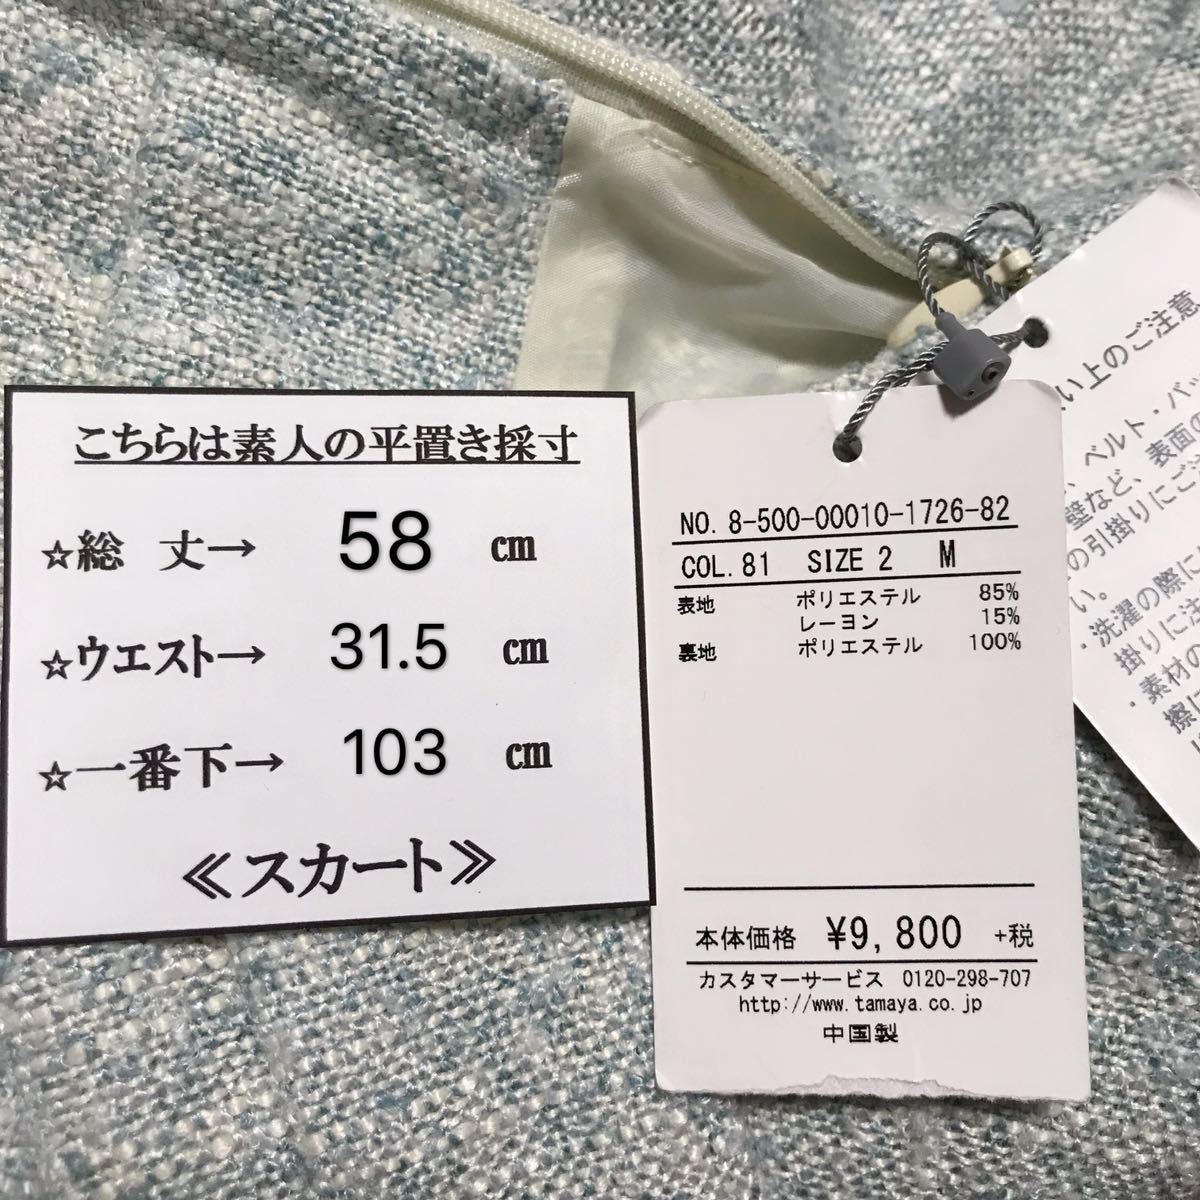 こちらは素人の平置き採寸
☆総 丈→ 58 ㎝
☆ウエスト→ 31.5 ㎝
☆一番下→ 103 ㎝
≪スカート≫
NO. 8-500-00010-1726-82
COL. 81 SIZE 2 M
表地 ポリエステル 85%
レーヨン 15%
裏地 ポリエステル 100%
本体価格 ¥9,800 +税
カスタマーサービス 0120-298-707
http://www.tamaya.co.jp
中国製
い上のご注意
、ベルト・バッ
壁など、表面の
の引掛りにご
い。
・洗濯の際に
掛りに注
・素材の
擦に